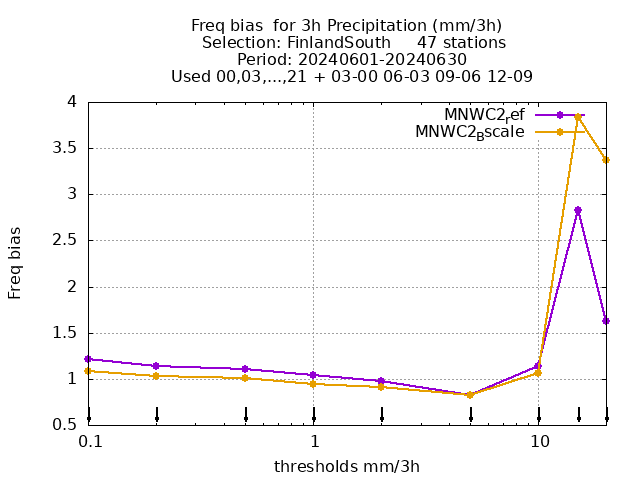 Freq bias  for 3h Precipitation (mm/3h)
Selection: FinlandSouth     47 stations
Period: 20240601-20240630
Used 00,03,...,21 + 03-00 06-03 09-06 12-09
MNWC2ref
MNWC2Bscale
4
3.5
3
2.5
2
1.5
1
0.5
Freq bias
0.1 1 10
thresholds mm/3h